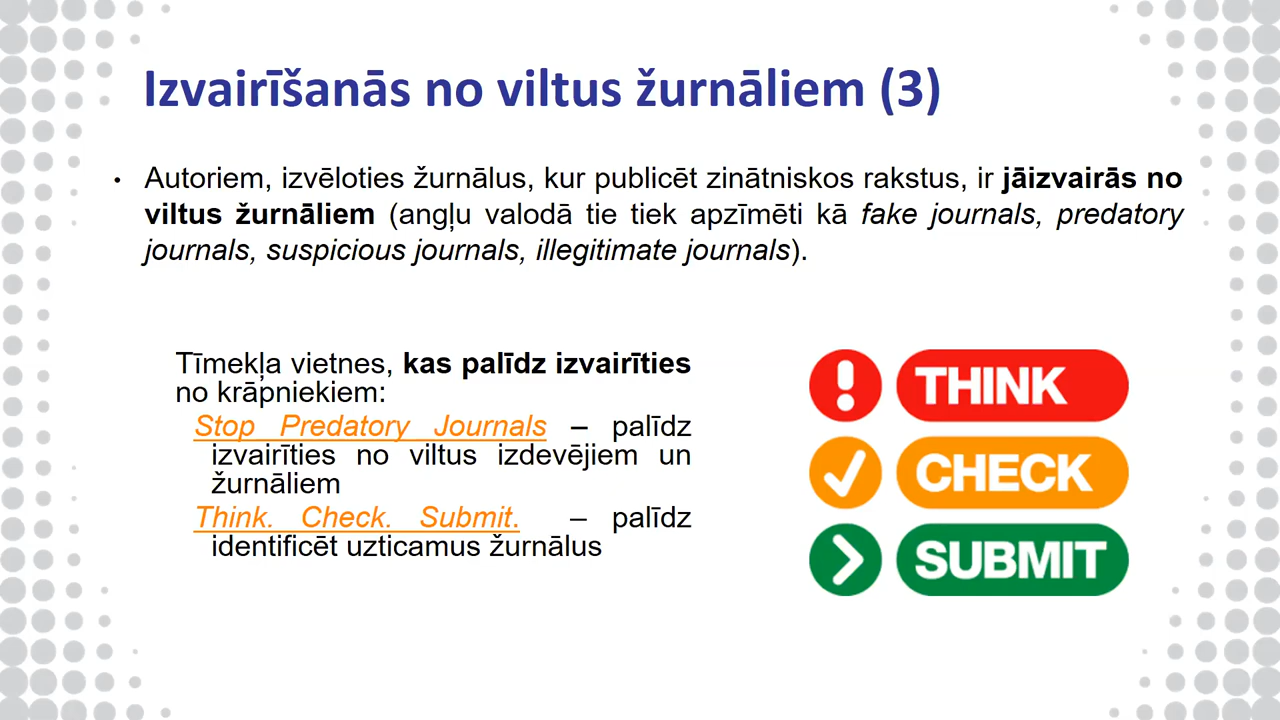 Izvairīšanās no viltus žurnāliem (3)
• Autoriem, izvēloties žurnālus, kur publicēt zinātniskos rakstus, ir jāizvairās no
viltus žurnāliem (angļu valodā tie tiek apzīmēti kā fake journals, predatory
journals, suspicious journals, illegitimate journals).
Tīmekļa vietnes, kas palīdz izvairīties
no krāpniekiem:
Stop Predatory Journals – palīdz
izvairīties no viltus izdevējiem un
žurnāliem
Think. Check. Submit. – palīdz
identificēt uzticamus žurnālus
THINK
CHECK
SUBMIT